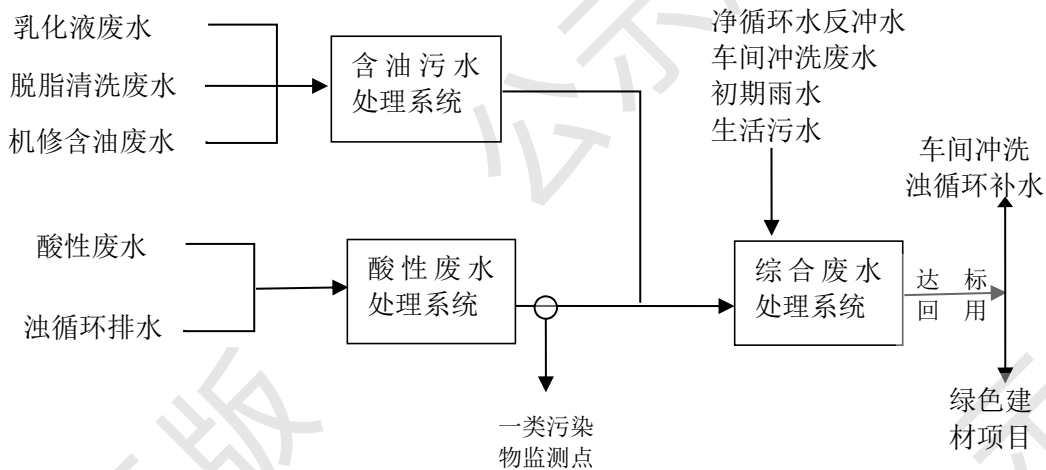 乳化液废水
脱脂清洗废水
机修含油废水
含油污水
处理系统
净循环水反冲水
车间冲洗废水
初期雨水
生活污水
车间冲洗
浊循环补水
酸性废水
浊循环排水
酸性废水
处理系统
综合废水
处理系统
达标
回用
一类污染
物监测点
绿色建
材项目
公示
版
示